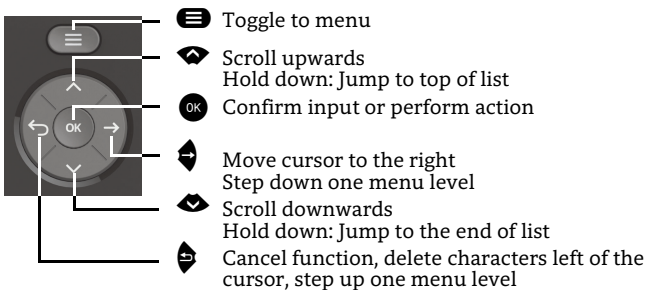 Toggle to menu
Scroll upwards
Hold down: Jump to top of list
OK Confirm input or perform action
OK
Move cursor to the right
Step down one menu level
Scroll downwards
Hold down: Jump to the end of list
Cancel function, delete characters left of the
cursor, step up one menu level